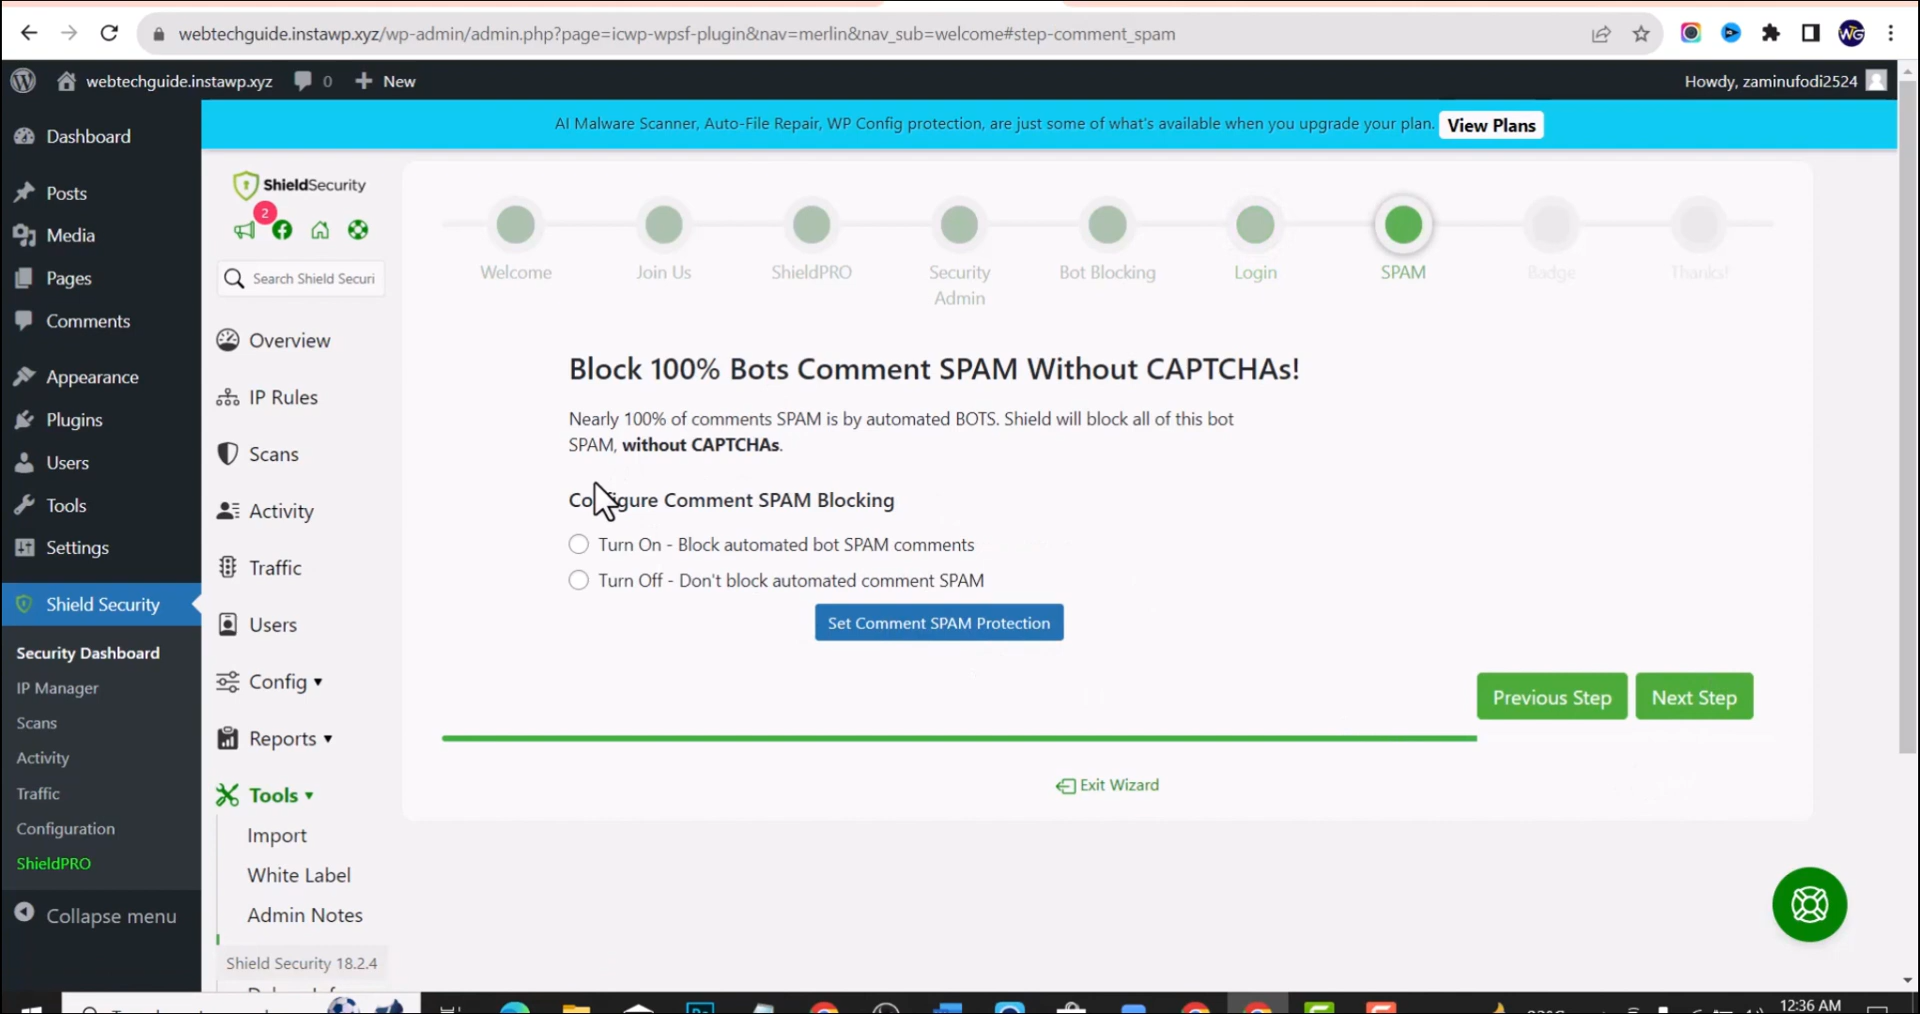 webtechguide.instawp.xyz/wp-admin/admin.php?page=icwp-wpsf-plugin&nav=merlin&nav_sub=welcome#step-comment_spam
WG
webtechguide.instawp.xyz
0
New
Howdy, zaminufodi2524
AI Malware Scanner, Auto-File Repair, WP Config protection, are just some of what's available when you upgrade your plan.
View Plans
Dashboard
Posts
Media
Pages
Comments
Appearance
Plugins
Users
Tools
Settings
Shield Security
Security Dashboard
IP Manager
Scans
Activity
Traffic
Configuration
ShieldPRO
Collapse menu
ShieldSecurity
2
Search Shield Securi
Overview
IP Rules
Scans
Activity
Traffic
Users
Config ▾
Reports ▾
Tools ▾
Import
White Label
Admin Notes
Shield Security 18.2.4
Welcome
Join Us
ShieldPRO
Security
Admin
Bot Blocking
Login
SPAM
Badge
Thanks!
Block 100% Bots Comment SPAM Without CAPTCHAs!
Nearly 100% of comments SPAM is by automated BOTS. Shield will block all of this bot
SPAM, without CAPTCHAs.
Configure Comment SPAM Blocking
Turn On - Block automated bot SPAM comments
Turn Off - Don't block automated comment SPAM
Set Comment SPAM Protection
Previous Step
Next Step
Exit Wizard
12:36 AM